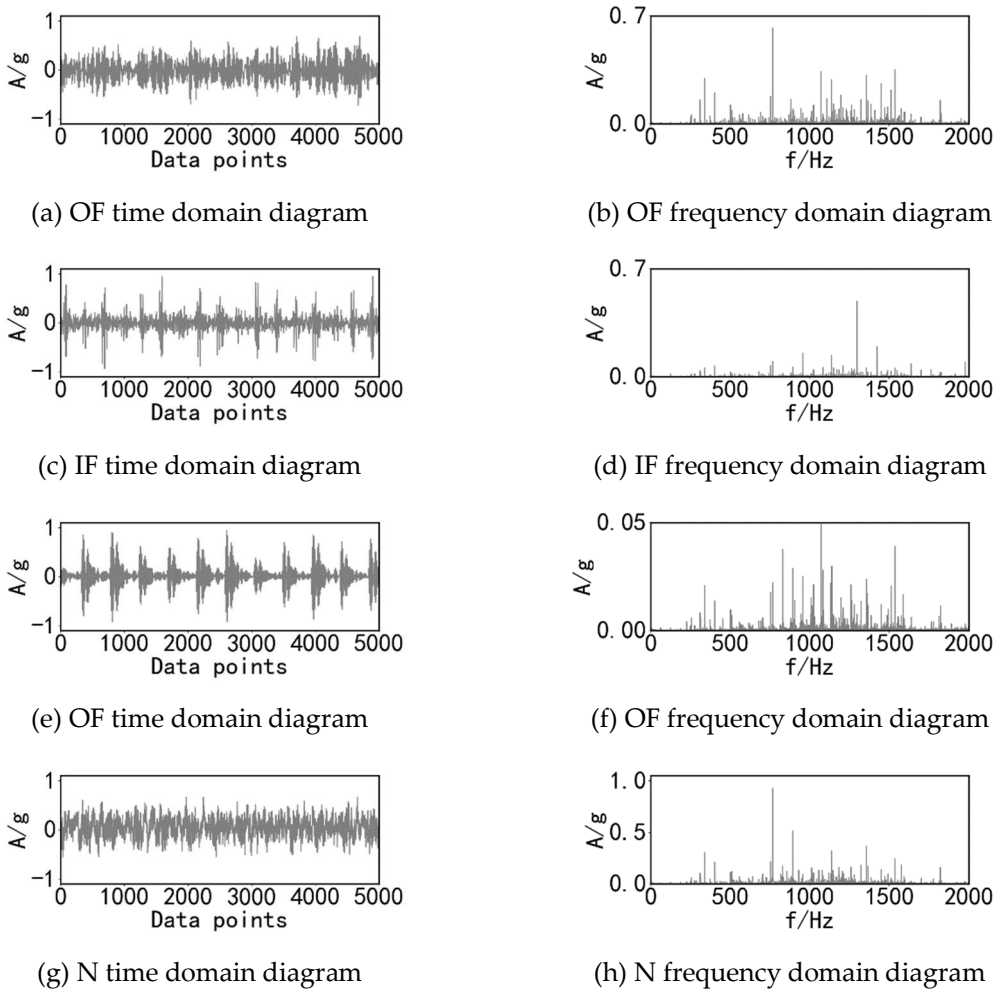 1
0
-1
A/g
0 1000 2000 3000 4000 5000
Data points
(a) OF time domain diagram
0.7
0.0
A/g
0 500 1000 1500 2000
f/Hz
(b) OF frequency domain diagram
1
0
-1
A/g
0 1000 2000 3000 4000 5000
Data points
(c) IF time domain diagram
0.7
0.0
A/g
0 500 1000 1500 2000
f/Hz
(d) IF frequency domain diagram
1
0
-1
A/g
0 1000 2000 3000 4000 5000
Data points
(e) OF time domain diagram
0.05
0.00
A/g
0 500 1000 1500 2000
f/Hz
(f) OF frequency domain diagram
1
0
-1
A/g
0 1000 2000 3000 4000 5000
Data points
(g) N time domain diagram
1.0
0.5
0.0
A/g
0 500 1000 1500 2000
f/Hz
(h) N frequency domain diagram